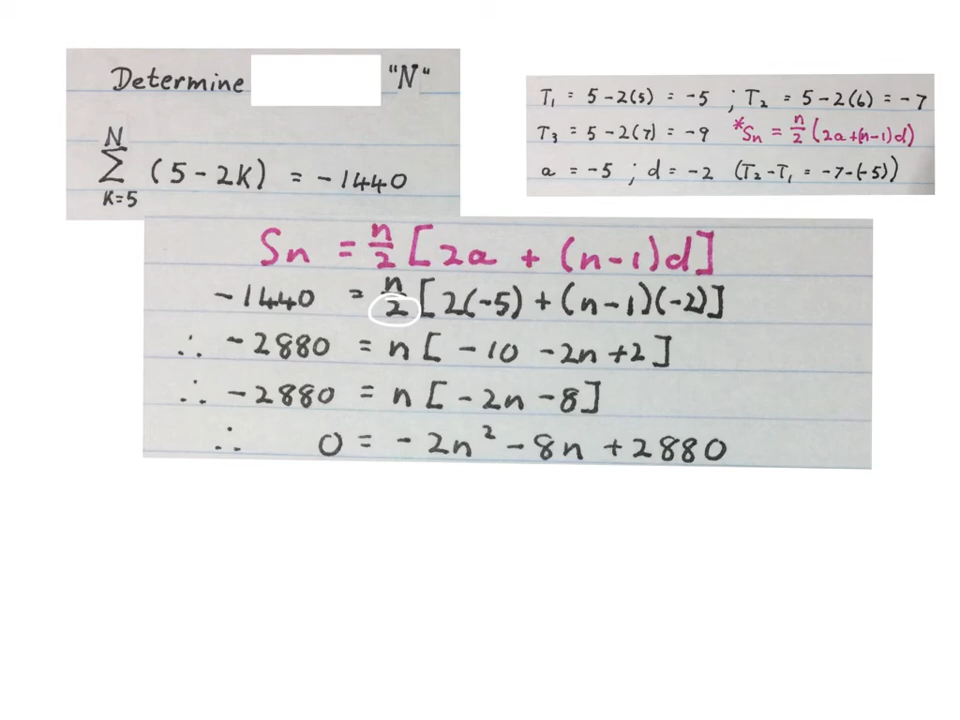 Determine "N"
N
∑ (5-2K) = -1440
K=5
T₁ = 5-2(5) = -5 ; T₂ = 5-2(6) = -7
T₃ = 5-2(7) = -9 *Sn = n/2 (2a+(n-1)d)
a = -5 ; d = -2 (T₂-T₁ = -7-(-5))
Sn = n/2 [2a + (n-1)d]
-1440 = n/2 [2(-5) + (n-1)(-2)]
∴ -2880 = n[-10 -2n+2]
∴ -2880 = n[-2n-8]
∴ 0 = -2n² -8n +2880